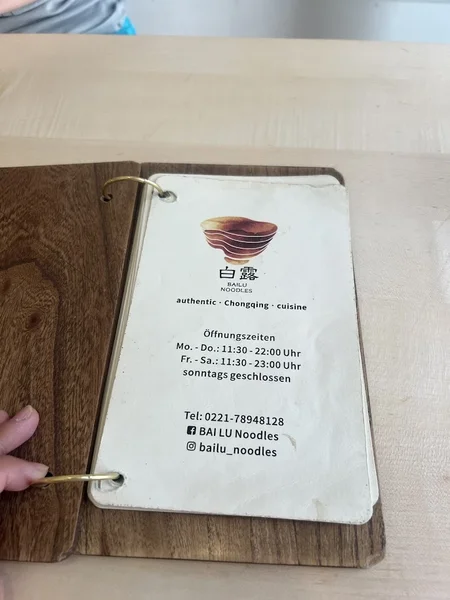 白露
BAILU
NOODLES
authentic · Chongqing · cuisine
Öffnungszeiten
Mo. - Do.: 11:30 - 22:00 Uhr
Fr. - Sa.: 11:30 - 23:00 Uhr
sonntags geschlossen
Tel: 0221-78948128
BAI LU Noodles
bailu_noodles